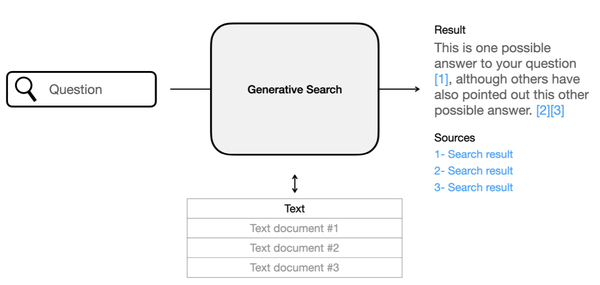 Question
Generative Search
Text
Text document #1
Text document #2
Text document #3
Result
This is one possible
answer to your question
[1], although others have
also pointed out this other
possible answer. [2][3]
Sources
1- Search result
2- Search result
3- Search result